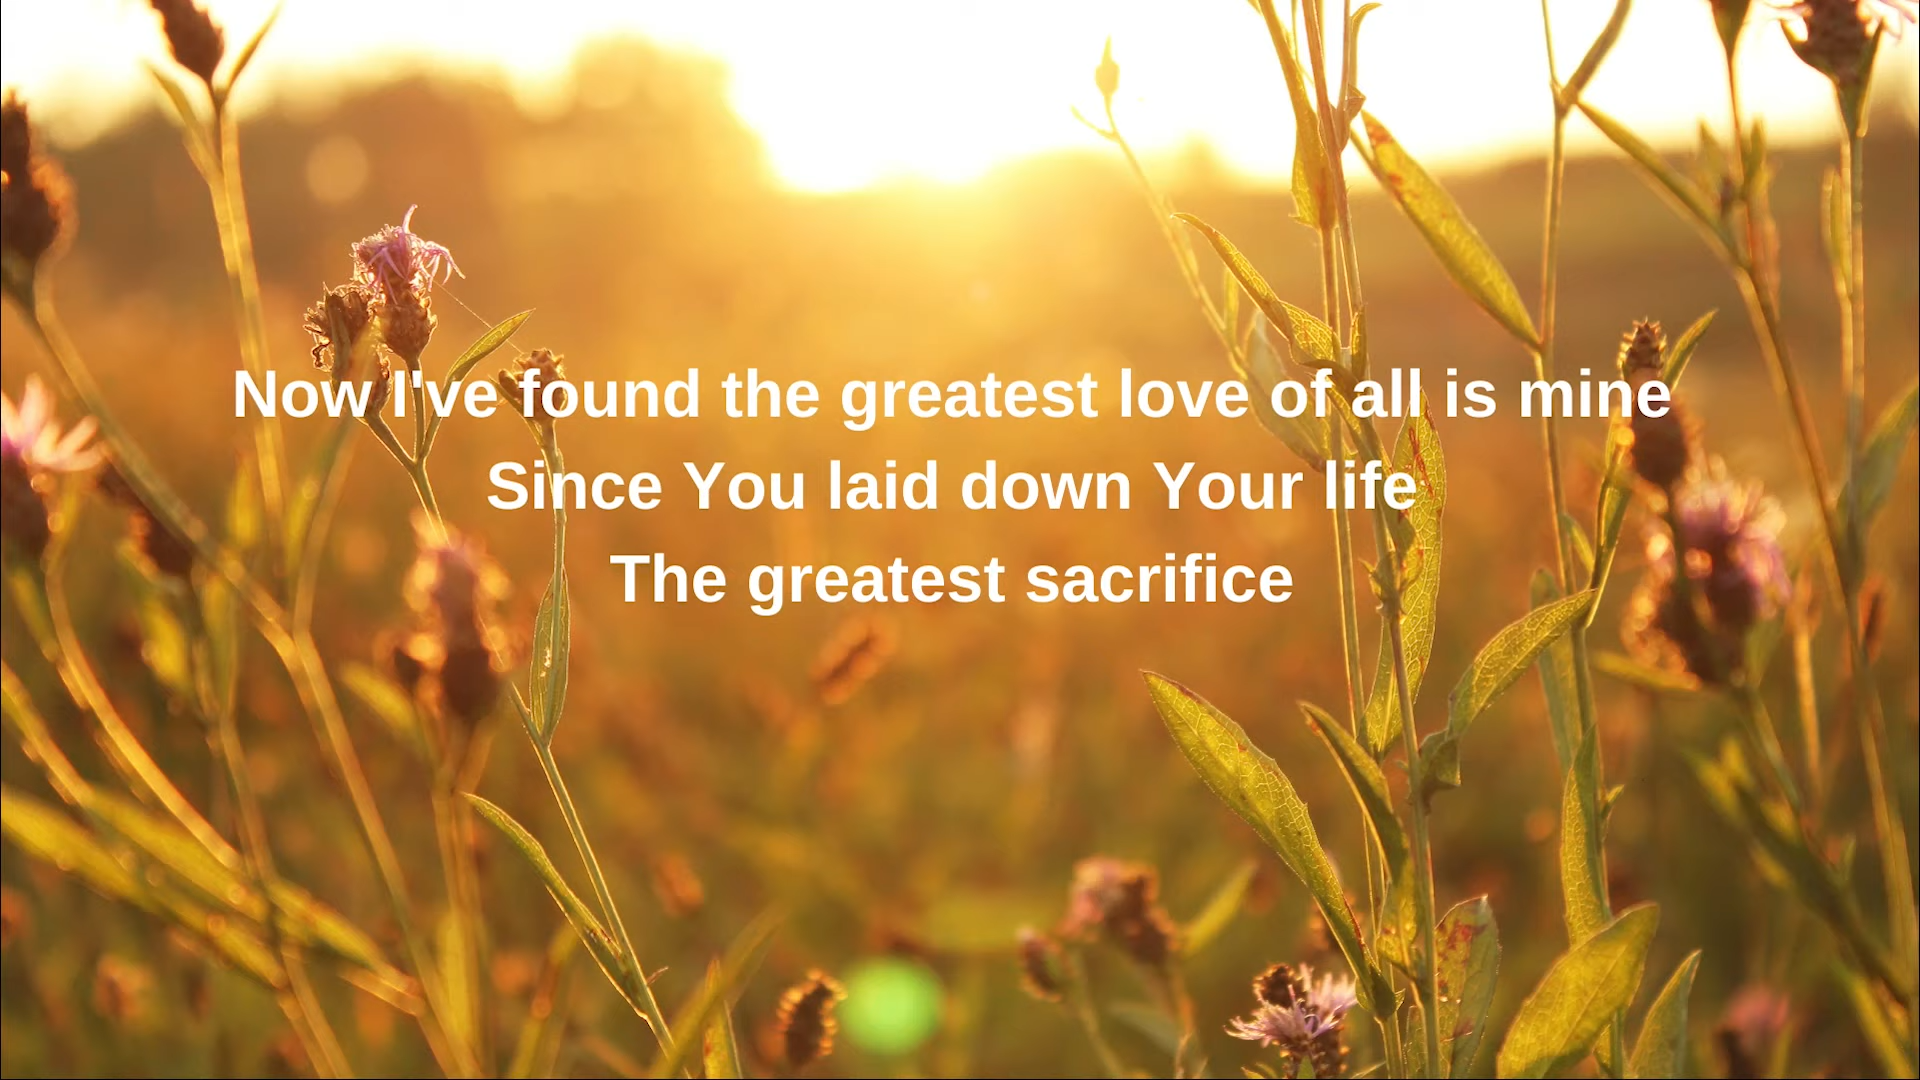 Now I've found the greatest love of all is mine
Since You laid down Your life
The greatest sacrifice